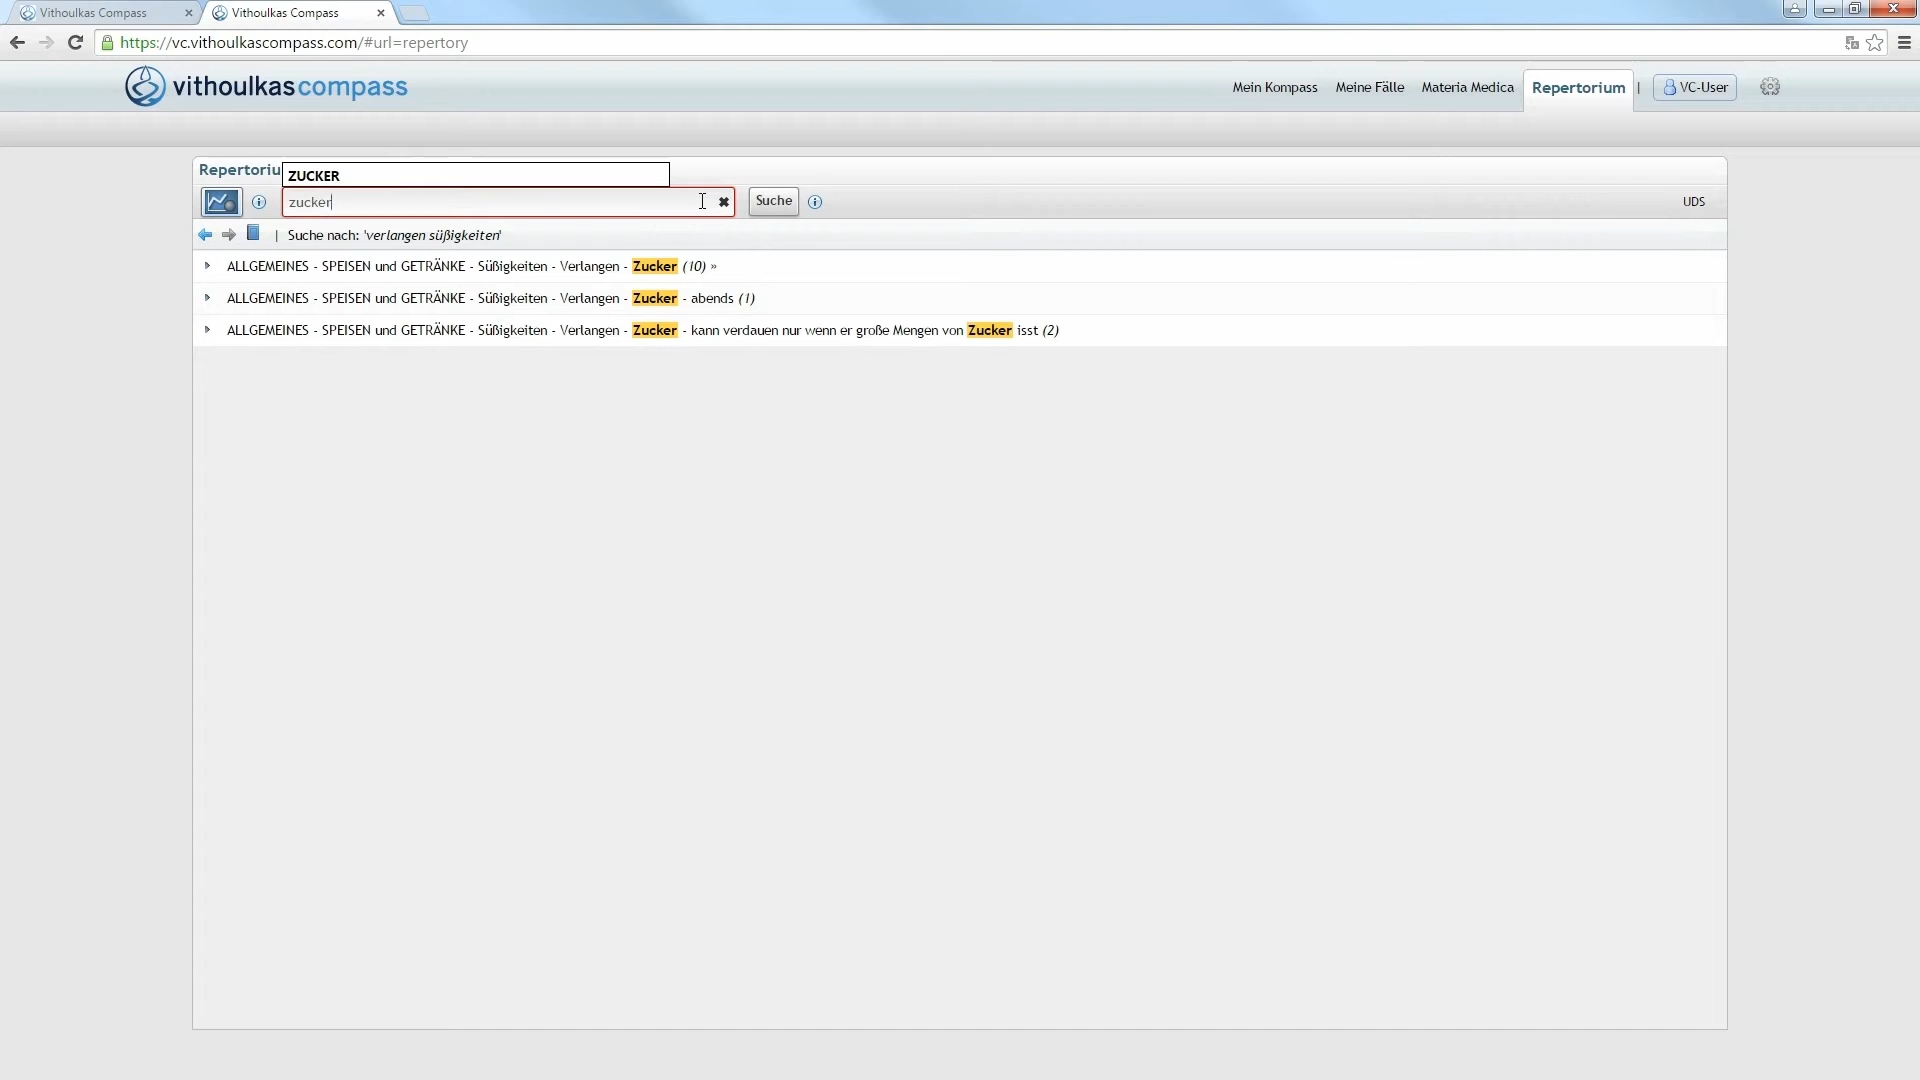 Vithoulkas Compass
Vithoulkas Compass
https://vc.vithoulkascompass.com/#url=repertory
vithoulkascompass
Mein Kompass
Meine Fälle
Materia Medica
Repertorium
|
VC-User
Repertoriu
ZUCKER
zucker
Suche
UDS
| Suche nach: 'verlangen süßigkeiten'
ALLGEMEINES - SPEISEN und GETRÄNKE - Süßigkeiten - Verlangen - Zucker (10) »
ALLGEMEINES - SPEISEN und GETRÄNKE - Süßigkeiten - Verlangen - Zucker - abends (1)
ALLGEMEINES - SPEISEN und GETRÄNKE - Süßigkeiten - Verlangen - Zucker - kann verdauen nur wenn er große Mengen von Zucker isst (2)